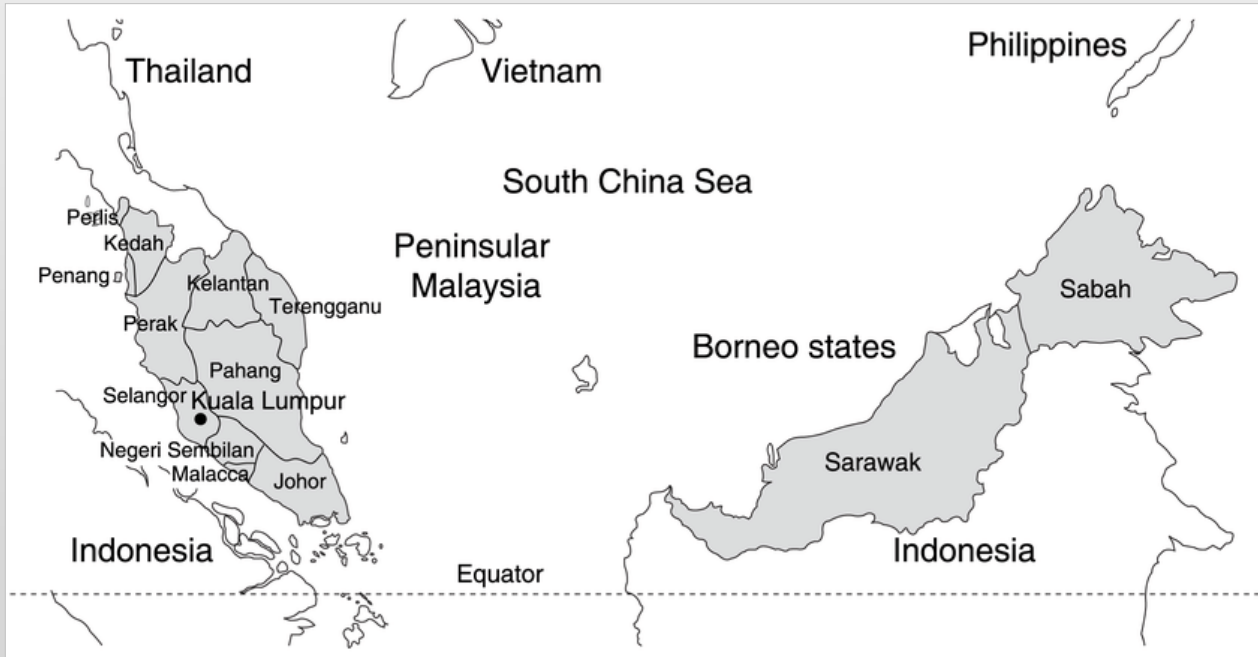 Philippines
Thailand
Vietnam
South China Sea
Perlis
Kedah
Peninsular
Malaysia
Penang
Kelantan
Sabah
Terengganu
Perak
Borneo states
Pahang
Selangor
Kuala Lumpur
Negeri Sembilan
Sarawak
Malacca
Johor
Indonesia
Indonesia
Equator